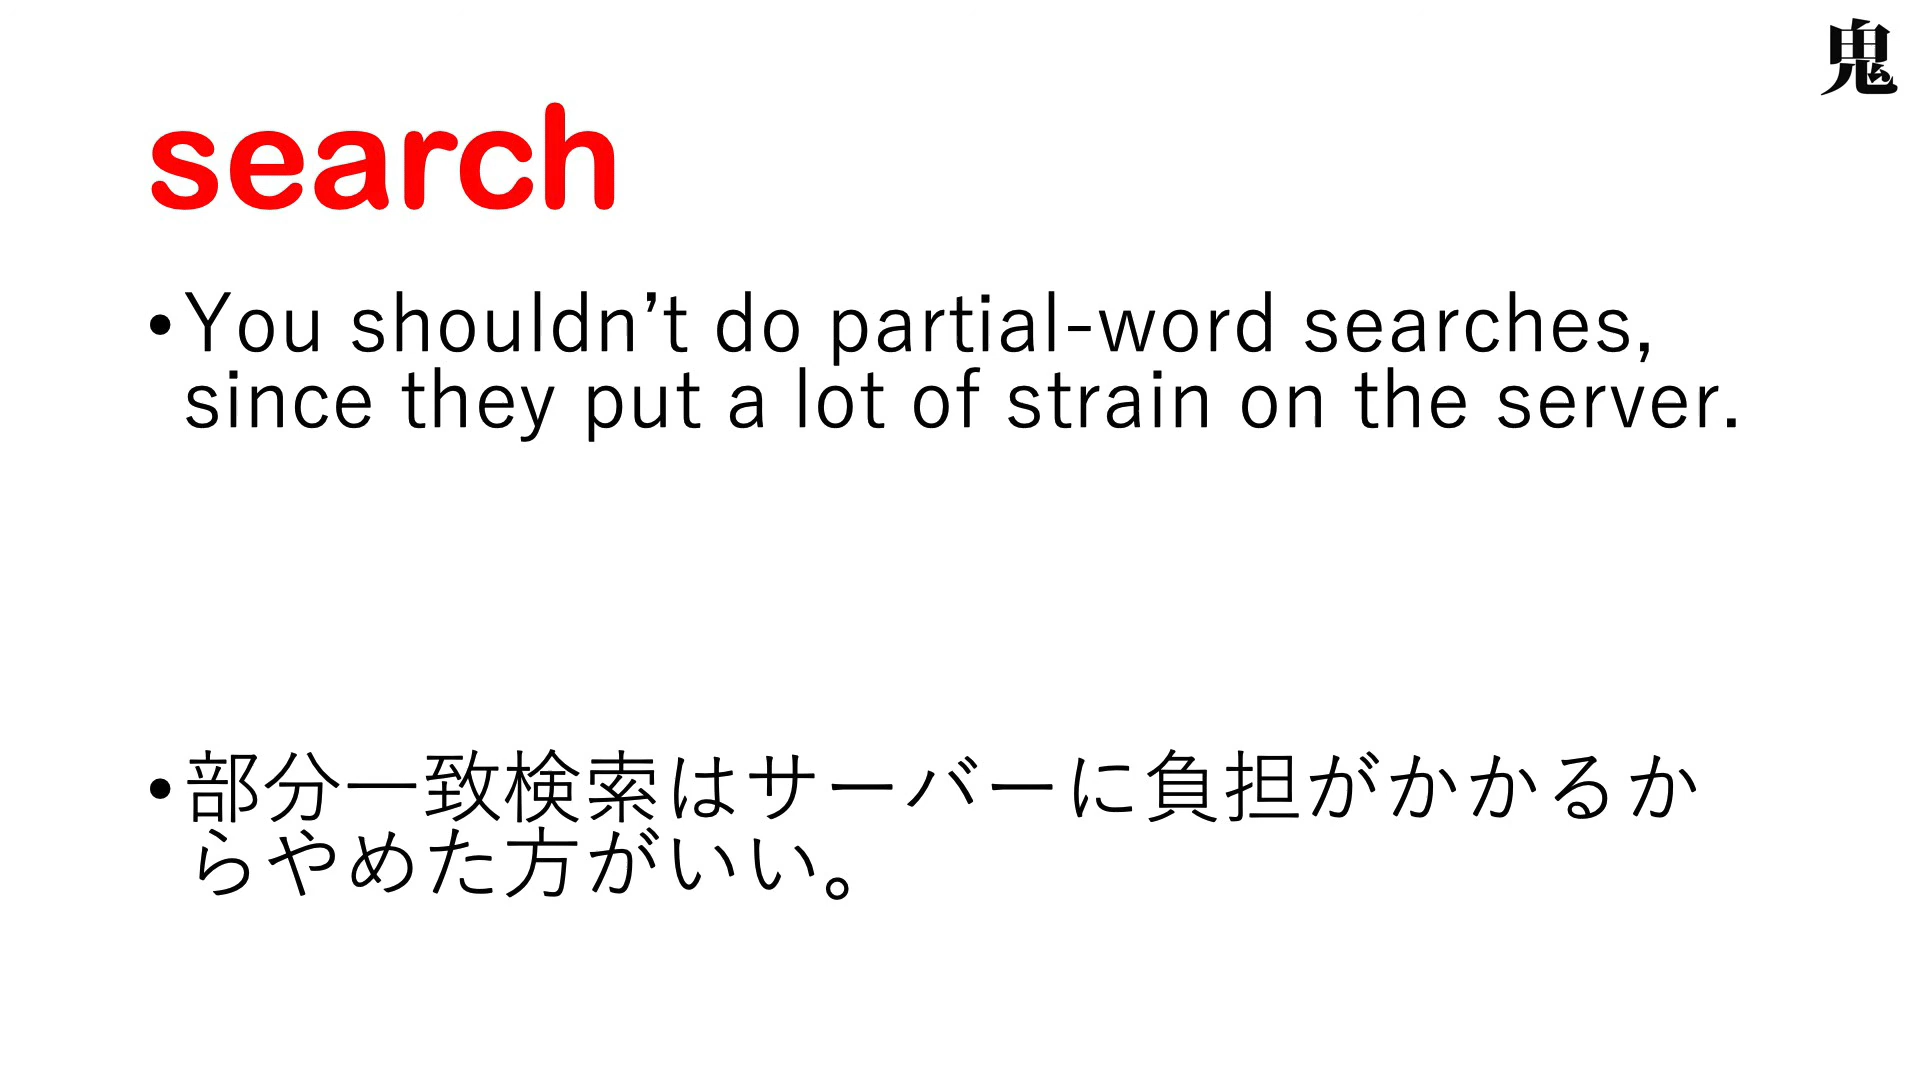 鬼
search
•You shouldn’t do partial-word searches,
since they put a lot of strain on the server.
•部分一致検索はサーバーに負担がかかるか
らやめた方がいい。